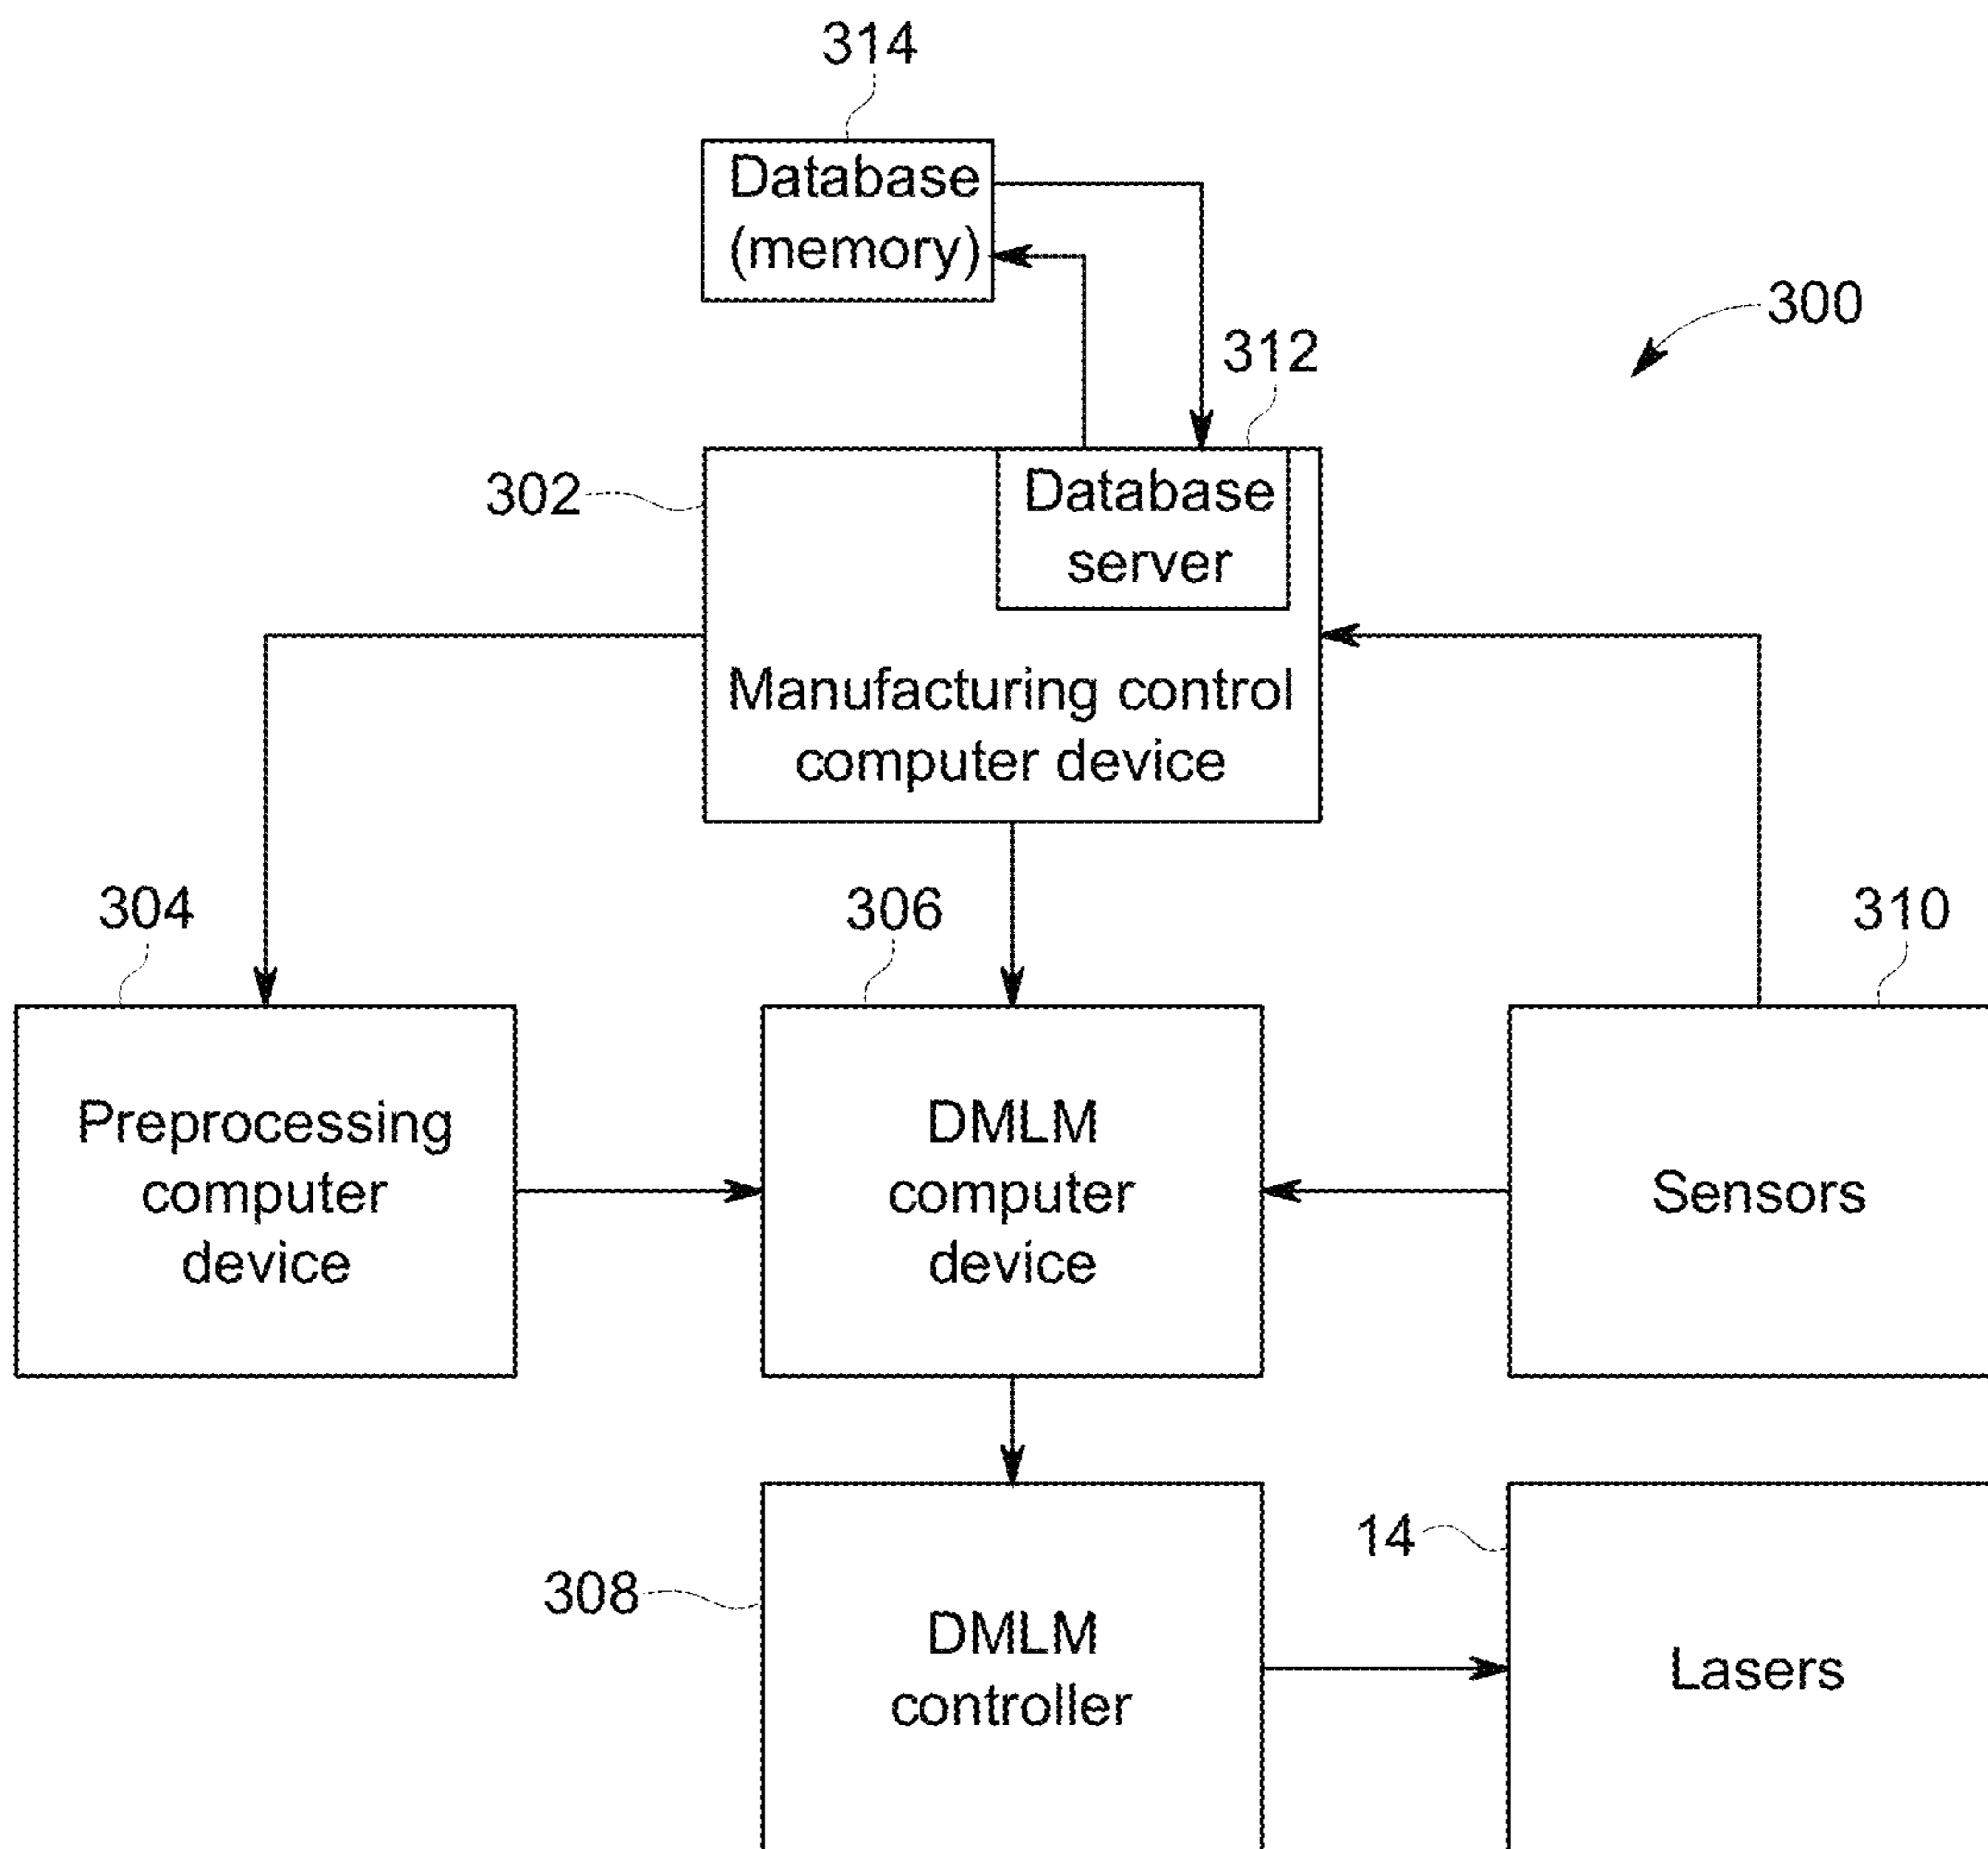 314
Database
(memory)
300
312
302
Database
server
Manufacturing control
computer device
304
306
310
Preprocessing
computer
device
DMLM
computer
device
Sensors
14
308
DMLM
controller
Lasers